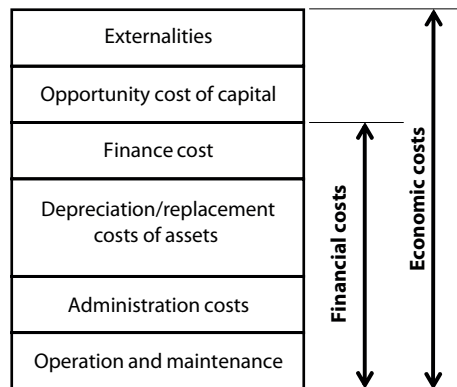 Externalities
Opportunity cost of capital
Finance cost
Depreciation/replacement
costs of assets
Administration costs
Operation and maintenance
Financial costs
Economic costs